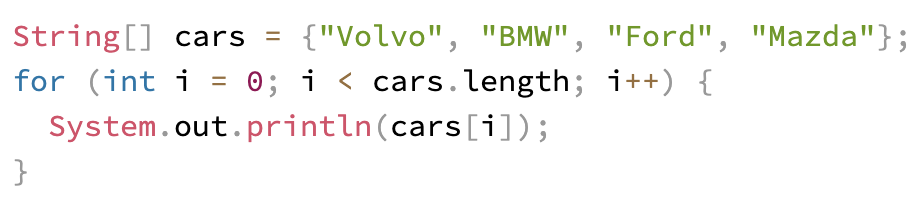 String[] cars = {"Volvo", "BMW", "Ford", "Mazda"};
for (int i = 0; i < cars.length; i++) {
  System.out.println(cars[i]);
}